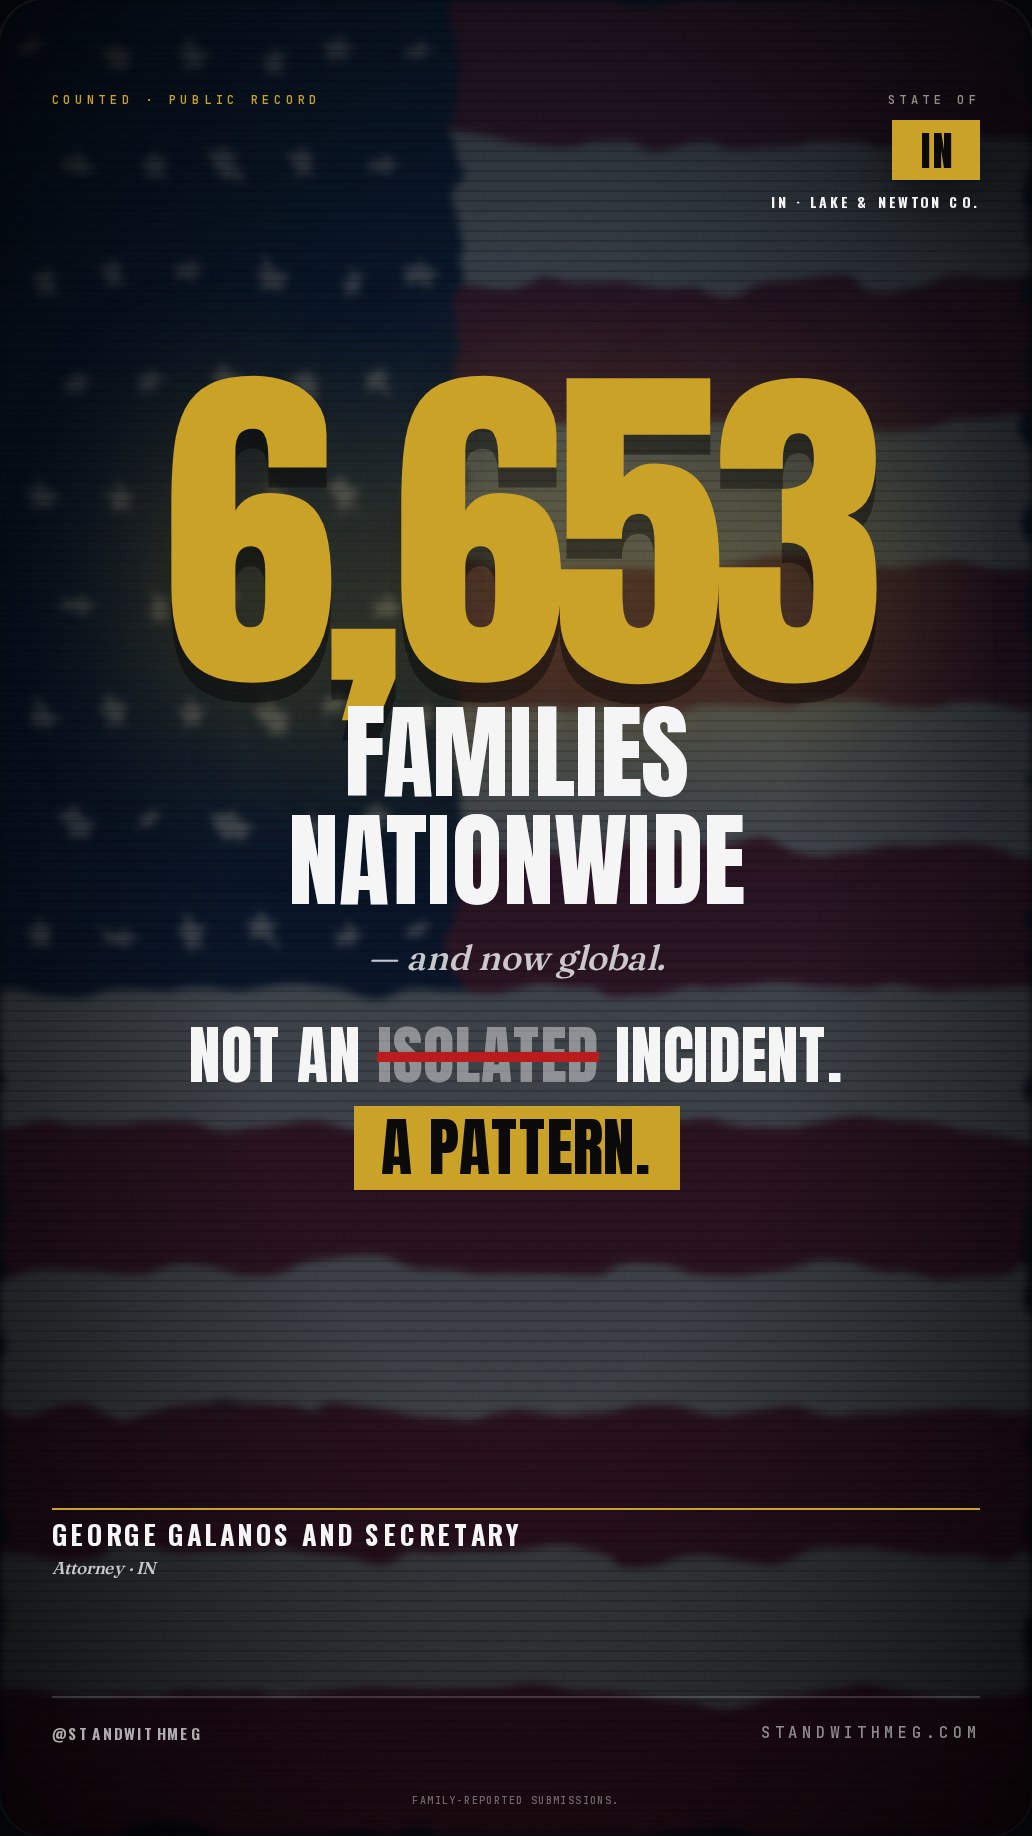 COUNTED · PUBLIC RECORD
STATE OF
IN
IN · LAKE & NEWTON CO.
6,653
FAMILIES
NATIONWIDE
— and now global.
NOT AN ISOLATED INCIDENT.
A PATTERN.
GEORGE GALANOS AND SECRETARY
Attorney · IN
@STANDWITHMEG
STANDWITHMEG.COM
FAMILY-REPORTED SUBMISSIONS.